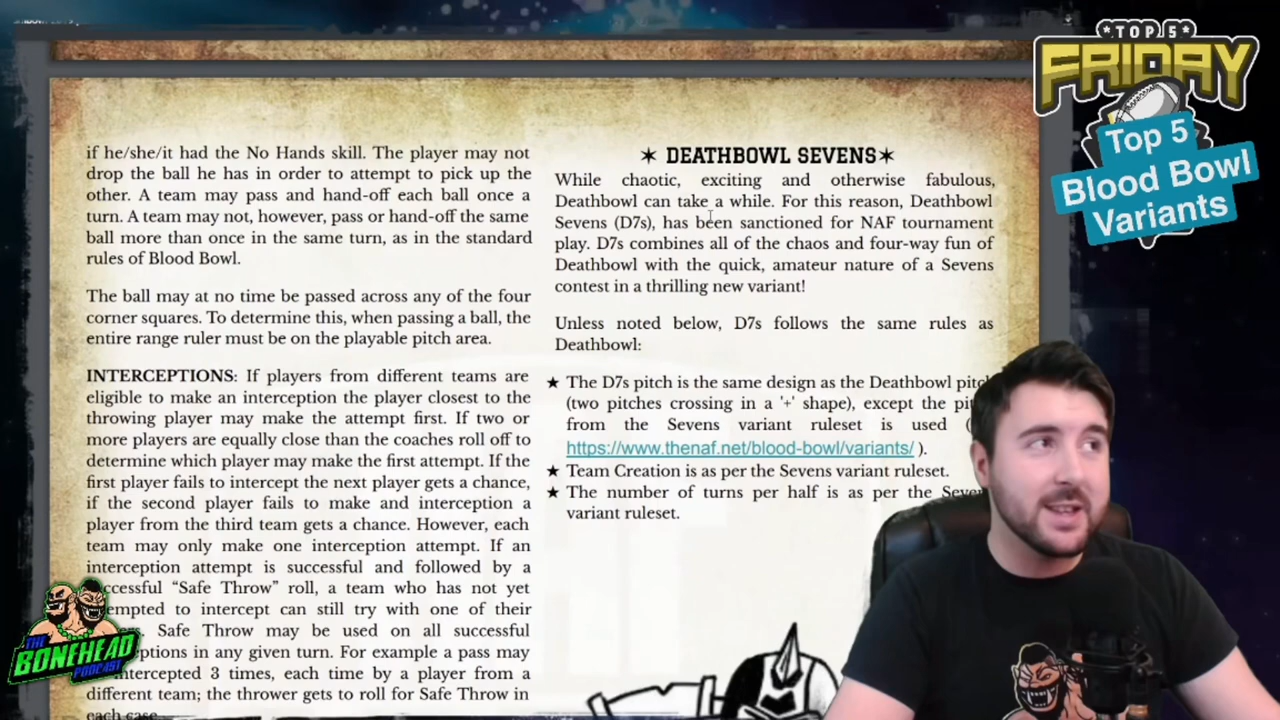 if he/she/it had the No Hands skill. The player may not
drop the ball he has in order to attempt to pick up the
other. A team may pass and hand-off each ball once a
turn. A team may not, however, pass or hand-off the same
ball more than once in the same turn, as in the standard
rules of Blood Bowl.
The ball may at no time be passed across any of the four
corner squares. To determine this, when passing a ball, the
entire range ruler must be on the playable pitch area.
INTERCEPTIONS: If players from different teams are
eligible to make an interception the player closest to the
throwing player may make the attempt first. If two or
more players are equally close than the coaches roll off to
determine which player may make the first attempt. If the
first player fails to intercept the next player gets a chance,
if the second player fails to make and interception a
player from the third team gets a chance. However, each
team may only make one interception attempt. If an
interception attempt is successful and followed by a
successful “Safe Throw” roll, a team who has not yet
attempted to intercept can still try with one of their
Safe Throw may be used on all successful
in any given turn. For example a pass may
intercepted 3 times, each time by a player from a
different team; the thrower gets to roll for Safe Throw in
each case.
★ DEATHBOWL SEVENS★
While chaotic, exciting and otherwise fabulous,
Deathbowl can take a while. For this reason, Deathbowl
Sevens (D7s), has been sanctioned for NAF tournament
play. D7s combines all of the chaos and four-way fun of
Deathbowl with the quick, amateur nature of a Sevens
contest in a thrilling new variant!
Unless noted below, D7s follows the same rules as
Deathbowl:
★ The D7s pitch is the same design as the Deathbowl pitch
(two pitches crossing in a '+' shape), except the pitch
from the Sevens variant ruleset is used (
https://www.thenaf.net/blood-bowl/variants/ ).
★ Team Creation is as per the Sevens variant ruleset.
★ The number of turns per half is as per the Sevens
variant ruleset.
*TOP 5*
FRIDAY
Top 5
Blood Bowl
Variants
THE
BONEHEAD
PODCAST